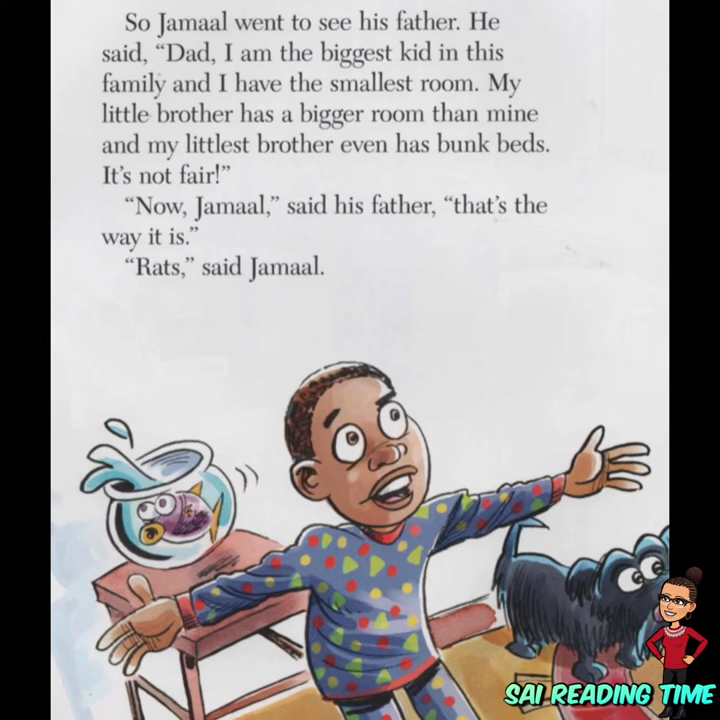 So Jamaal went to see his father. He
said, “Dad, I am the biggest kid in this
family and I have the smallest room. My
little brother has a bigger room than mine
and my littlest brother even has bunk beds.
It’s not fair!”
“Now, Jamaal,” said his father, “that’s the
way it is.”
“Rats,” said Jamaal.
SAI READING TIME